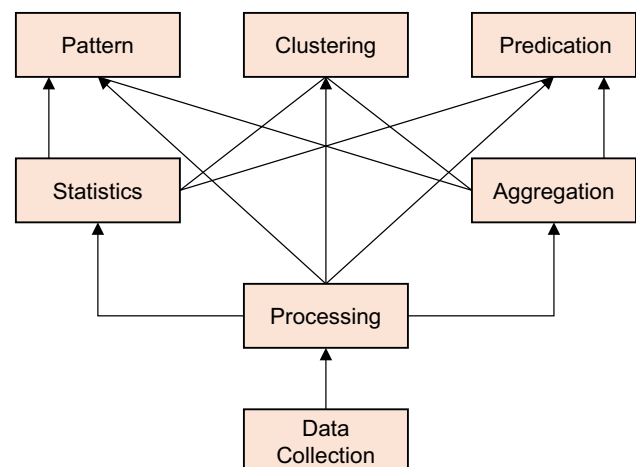 Pattern
Clustering
Predication
Statistics
Aggregation
Processing
Data
Collection